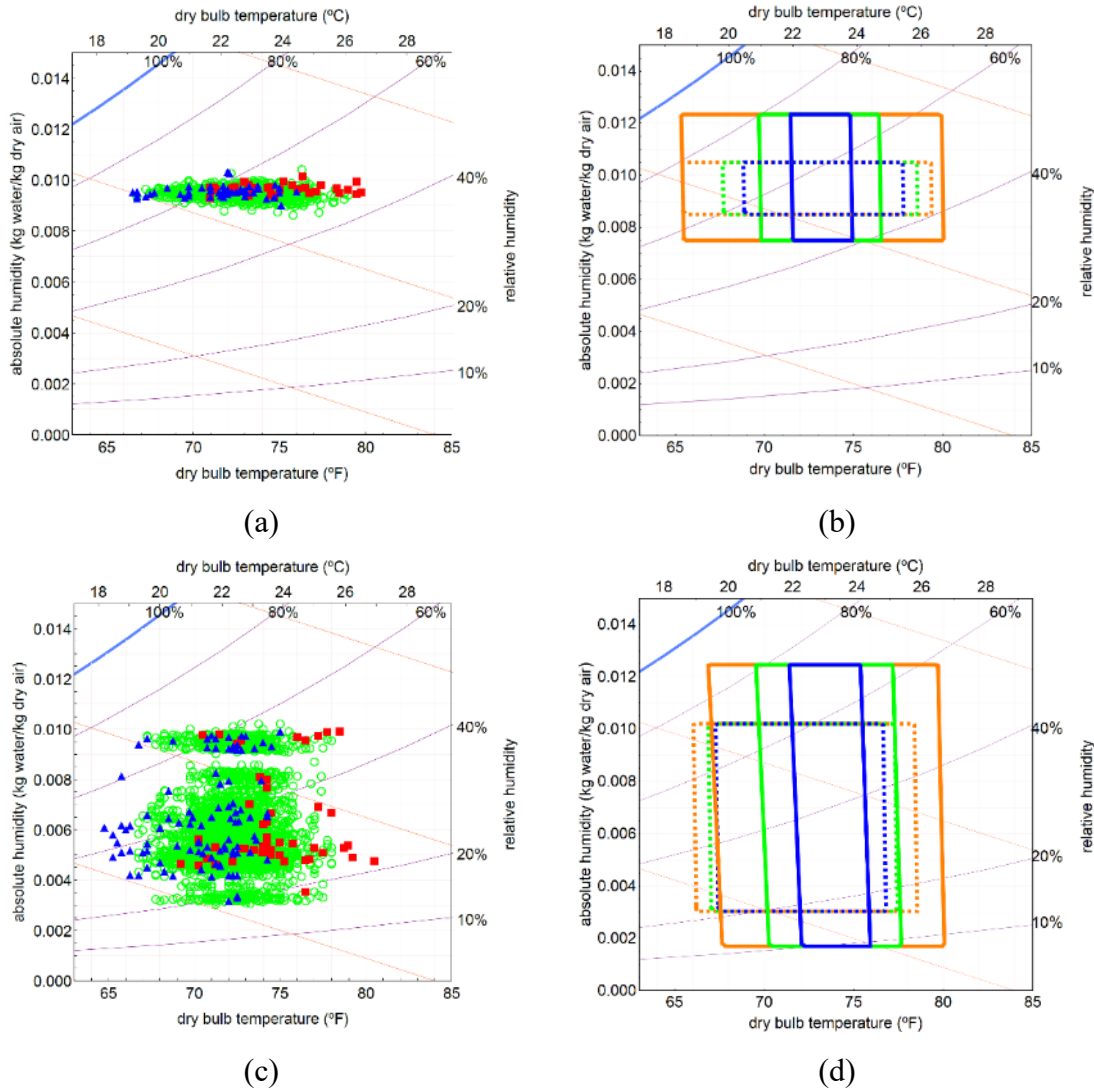 dry bulb temperature (ºC)
18 20 22 24 26 28
100% 80% 60%
0.014
0.012
0.010
0.008
0.006
0.004
0.002
0.000
absolute humidity (kg water/kg dry air)
40%
20%
10%
relative humidity
65 70 75 80 85
dry bulb temperature (ºF)
(a)
dry bulb temperature (ºC)
18 20 22 24 26 28
100% 80% 60%
0.014
0.012
0.010
0.008
0.006
0.004
0.002
0.000
absolute humidity (kg water/kg dry air)
40%
20%
10%
relative humidity
65 70 75 80 85
dry bulb temperature (ºF)
(b)
dry bulb temperature (ºC)
18 20 22 24 26 28
100% 80% 60%
0.014
0.012
0.010
0.008
0.006
0.004
0.002
0.000
absolute humidity (kg water/kg dry air)
40%
20%
10%
relative humidity
65 70 75 80 85
dry bulb temperature (ºF)
(c)
dry bulb temperature (ºC)
18 20 22 24 26 28
100% 80% 60%
0.014
0.012
0.010
0.008
0.006
0.004
0.002
0.000
absolute humidity (kg water/kg dry air)
40%
20%
10%
relative humidity
65 70 75 80 85
dry bulb temperature (ºF)
(d)